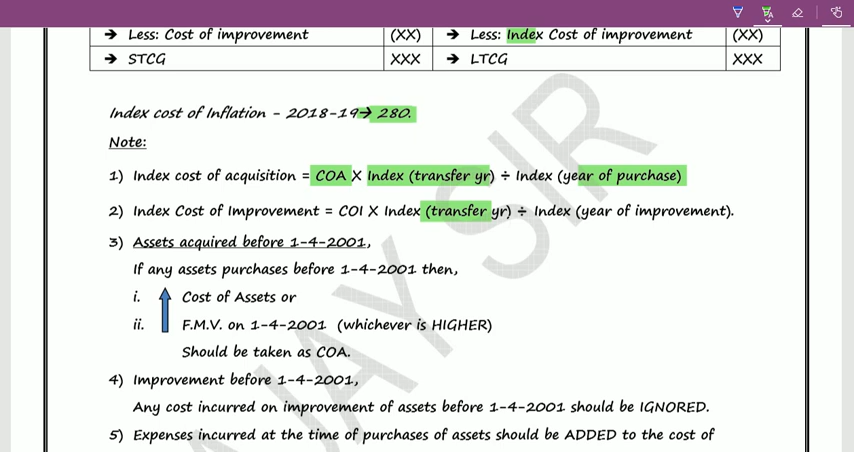 → Less: Cost of improvement (XX) → Less: Index Cost of improvement (XX)
→ STCG XXX → LTCG XXX
Index cost of Inflation - 2018-19→ 280.
Note:
1) Index cost of acquisition = COA X Index (transfer yr) ÷ Index (year of purchase)
2) Index Cost of Improvement = COI X Index (transfer yr) ÷ Index (year of improvement).
3) Assets acquired before 1-4-2001,
If any assets purchases before 1-4-2001 then,
i. Cost of Assets or
ii. F.M.V. on 1-4-2001 (whichever is HIGHER)
Should be taken as COA.
4) Improvement before 1-4-2001,
Any cost incurred on improvement of assets before 1-4-2001 should be IGNORED.
5) Expenses incurred at the time of purchases of assets should be ADDED to the cost of
AJAY SIR